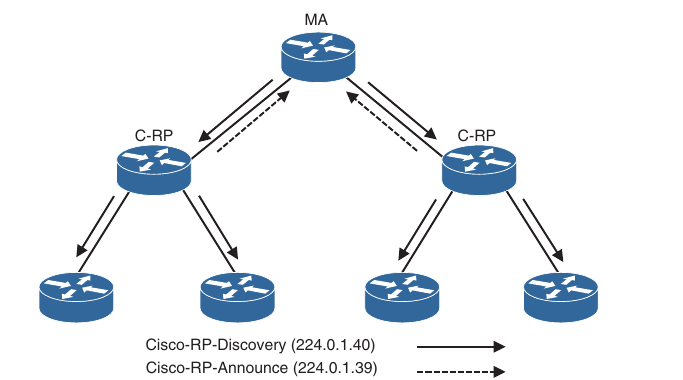 MA
C-RP
C-RP
Cisco-RP-Discovery (224.0.1.40)
Cisco-RP-Announce (224.0.1.39)